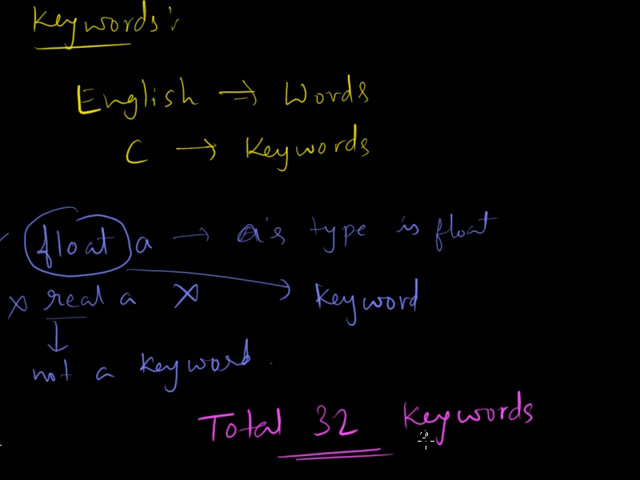 Keywords:
English → Words
C → Keywords
float a → a's type is float
× real a × Keyword
not a keyword.
Total 32 Keywords